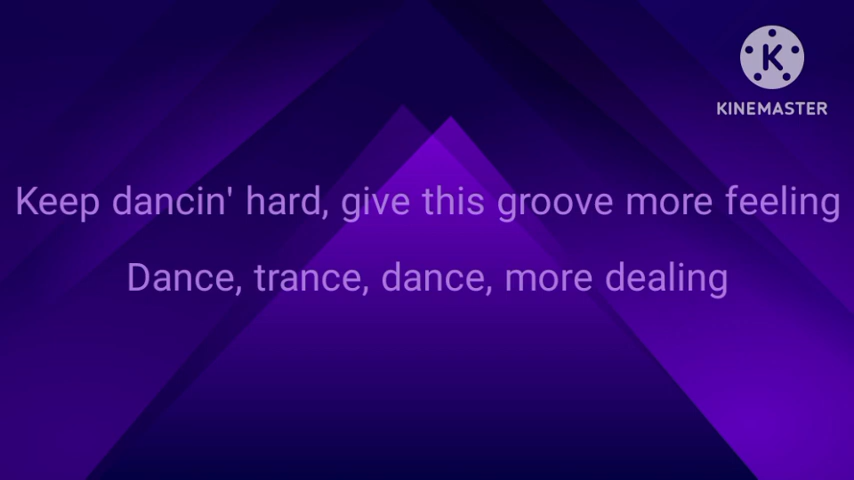 KINEMASTER
Keep dancin' hard, give this groove more feeling
Dance, trance, dance, more dealing